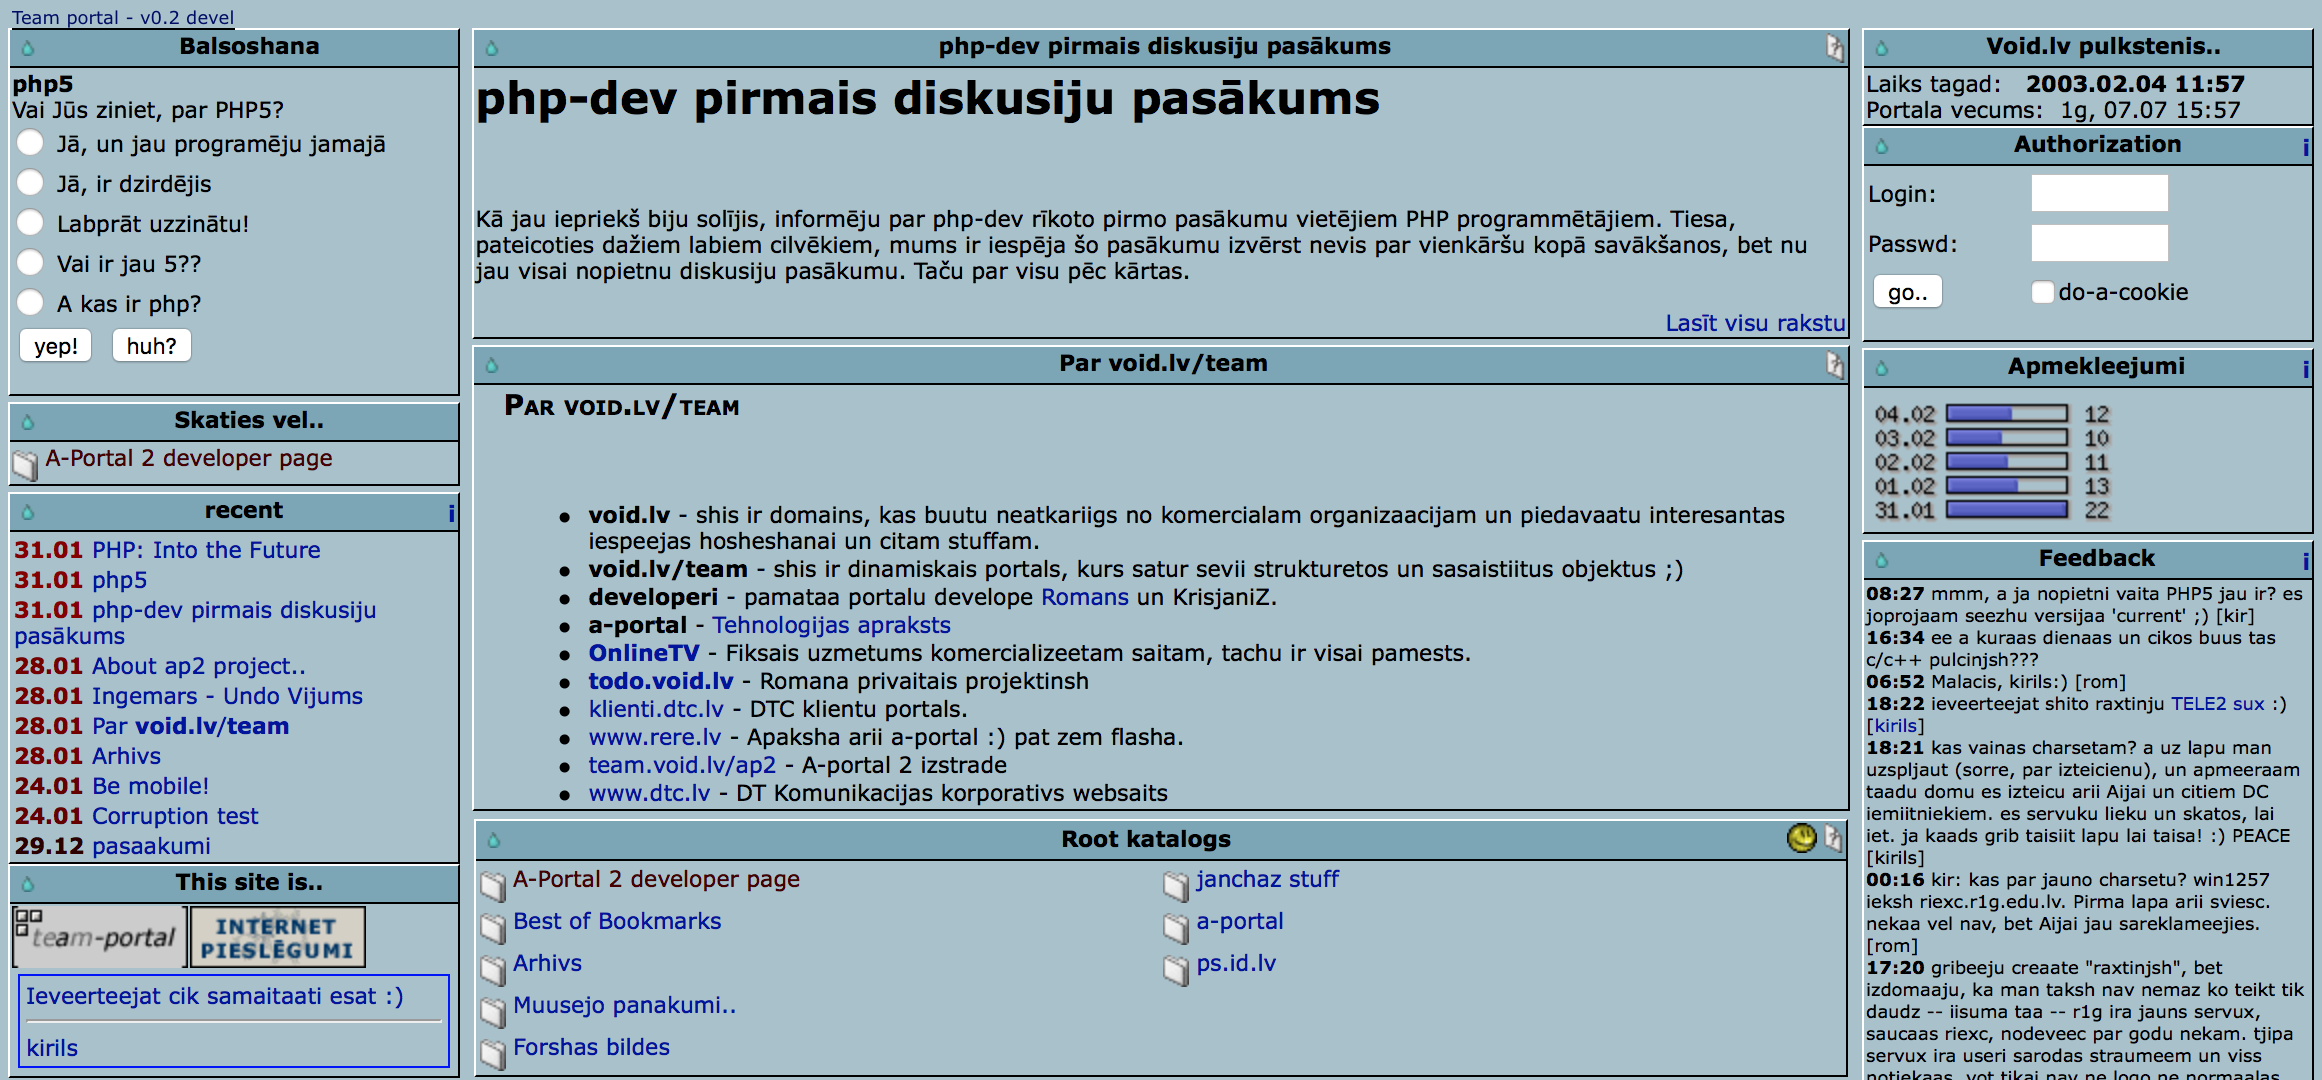 Team portal - v0.2 devel
Balsoshana
php5
Vai Jūs ziniet, par PHP5?
Jā, un jau programēju jamajā
Jā, ir dzirdējis
Labprāt uzzinātu!
Vai ir jau 5??
A kas ir php?
yep!
huh?
Skaties vel..
A-Portal 2 developer page
recent
i
31.01 PHP: Into the Future
31.01 php5
31.01 php-dev pirmais diskusiju
pasākums
28.01 About ap2 project..
28.01 Ingemars - Undo Vijums
28.01 Par void.lv/team
28.01 Arhivs
24.01 Be mobile!
24.01 Corruption test
29.12 pasaakumi
This site is..
team-portal
INTERNET
PIESLĒGUMI
Ieveerteejat cik samaitaati esat :)
kirils
php-dev pirmais diskusiju pasākums
php-dev pirmais diskusiju pasākums
Kā jau iepriekš biju solījis, informēju par php-dev rīkoto pirmo pasākumu vietējiem PHP programmētājiem. Tiesa,
pateicoties dažiem labiem cilvēkiem, mums ir iespēja šo pasākumu izvērst nevis par vienkāršu kopā savākšanos, bet nu
jau visai nopietnu diskusiju pasākumu. Taču par visu pēc kārtas.
Lasīt visu rakstu
Par void.lv/team
Par void.lv/team
void.lv - shis ir domains, kas buutu neatkariigs no komercialam organizaacijam un piedavaatu interesantas
iespeejas hosheshanai un citam stuffam.
void.lv/team - shis ir dinamiskais portals, kurs satur sevii strukturetos un sasaistiitus objektus ;)
developeri - pamataa portalu develope Romans un KrisjaniZ.
a-portal - Tehnologijas apraksts
OnlineTV - Fiksais uzmetums komercializeetam saitam, tachu ir visai pamests.
todo.void.lv - Romana privaitais projektinsh
klienti.dtc.lv - DTC klientu portals.
www.rere.lv - Apaksha arii a-portal :) pat zem flasha.
team.void.lv/ap2 - A-portal 2 izstrade
www.dtc.lv - DT Komunikacijas korporativs websaits
Root katalogs
A-Portal 2 developer page
Best of Bookmarks
Arhivs
Muusejo panakumi..
Forshas bildes
janchaz stuff
a-portal
ps.id.lv
Void.lv pulkstenis..
Laiks tagad: 2003.02.04 11:57
Portala vecums: 1g, 07.07 15:57
Authorization
i
Login:
Passwd:
go..
do-a-cookie
Apmekleejumi
i
04.02 12
03.02 10
02.02 11
01.02 13
31.01 22
Feedback
i
08:27 mmm, a ja nopietni vaita PHP5 jau ir? es
joprojaam seezhu versijaa 'current' ;) [kir]
16:34 ee a kuraas dienaas un cikos buus tas
c/c++ pulcinjsh???
06:52 Malacis, kirils:) [rom]
18:22 ieveerteejat shito raxtinju TELE2 sux :)
[kirils]
18:21 kas vainas charsetam? a uz lapu man
uzspljaut (sorre, par izteicienu), un apmeeraam
taadu domu es izteicu arii Aijai un citiem DC
iemiitniekiem. es servuku lieku un skatos, lai
iet. ja kaads grib taisiit lapu lai taisa! :) PEACE
[kirils]
00:16 kir: kas par jauno charsetu? win1257
ieksh riexc.r1g.edu.lv. Pirma lapa arii sviesc.
nekaa vel nav, bet Aijai jau sareklameejies.
[rom]
17:20 gribeeju creaate "raxtinjsh", bet
izdomaaju, ka man taksh nav nemaz ko teikt tik
daudz -- iisuma taa -- r1g ira jauns servux,
saucaas riexc, nodeveec par godu nekam. tjipa
servux ira useri sarodas straumeem un viss
notiekaas, vot tikai nav ne logo ne normaalas